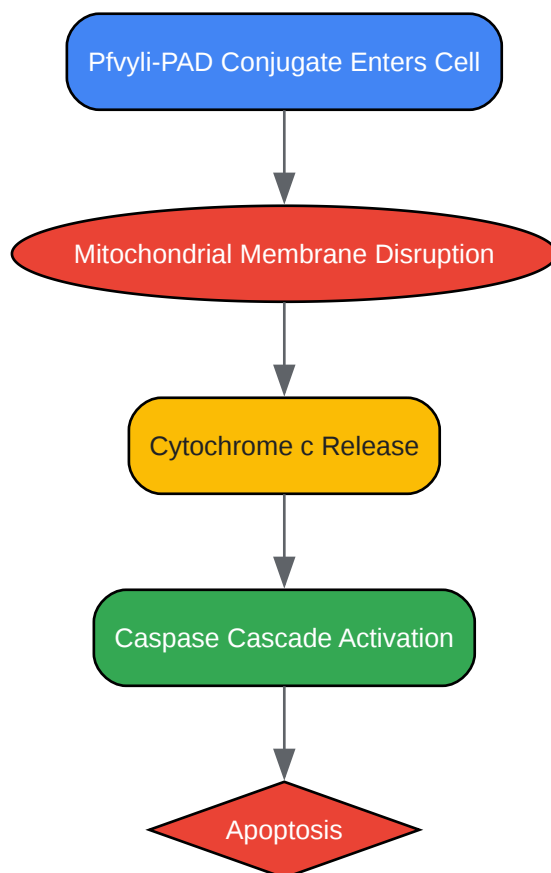 Pfvyli-PAD Conjugate Enters Cell
Mitochondrial Membrane Disruption
Cytochrome c Release
Caspase Cascade Activation
Apoptosis